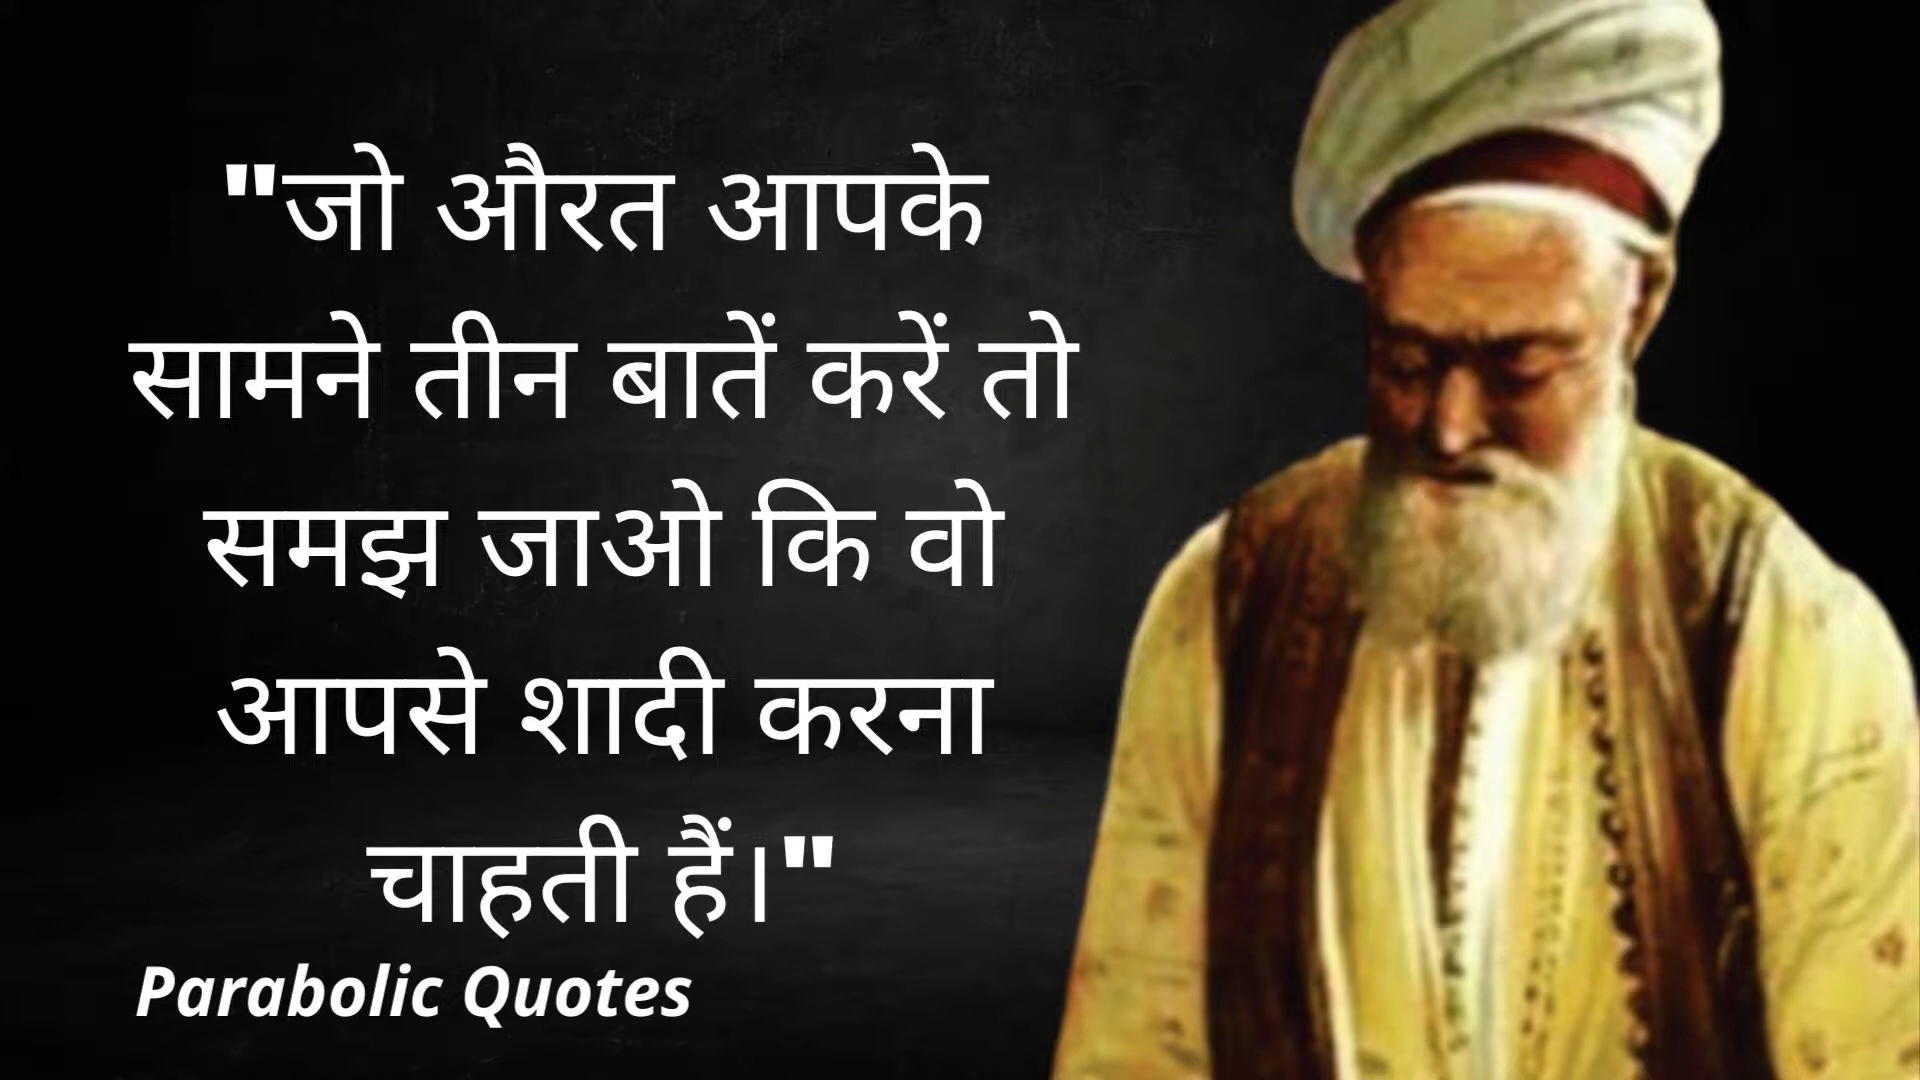 "जो औरत आपके
सामने तीन बातें करें तो
समझ जाओ कि वो
आपसे शादी करना
चाहती हैं।"
Parabolic Quotes